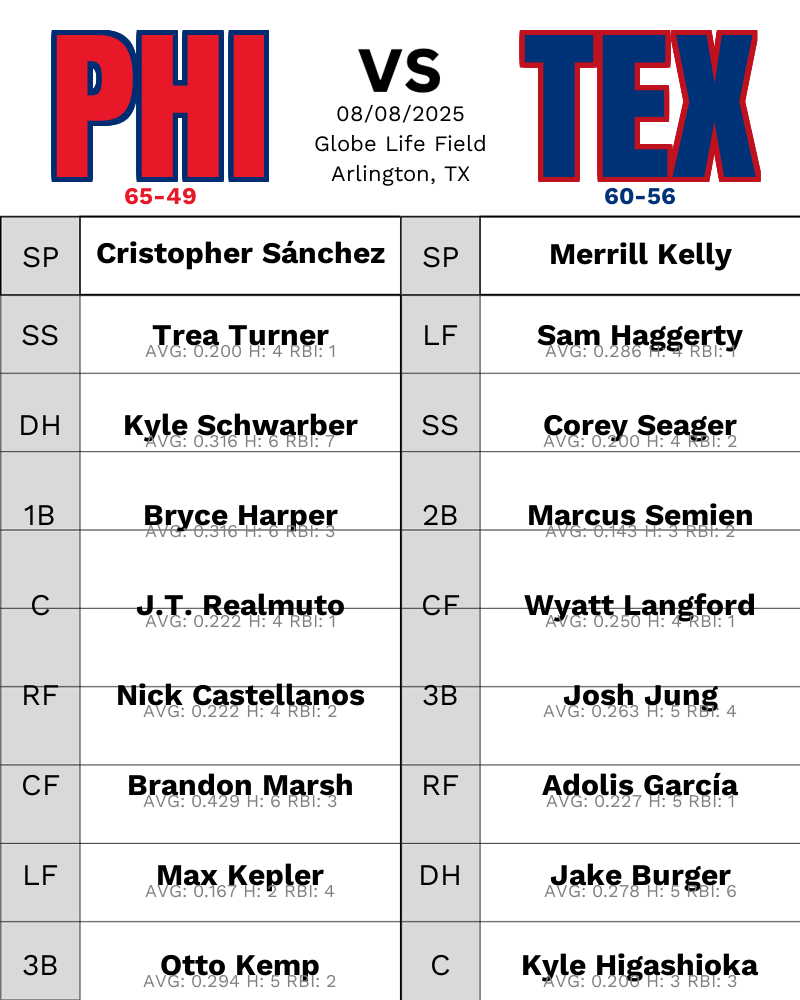 PHI
VS
TEX
08/08/2025
Globe Life Field
Arlington, TX
65-49
60-56
SP Cristopher Sánchez SP Merrill Kelly
SS Trea Turner LF Sam Haggerty
AVG: 0.200 H: 4 RBI: 1 AVG: 0.286 H: 4 RBI: 1
DH Kyle Schwarber SS Corey Seager
AVG: 0.316 H: 6 RBI: 7 AVG: 0.200 H: 4 RBI: 2
1B Bryce Harper 2B Marcus Semien
AVG: 0.316 H: 6 RBI: 3 AVG: 0.143 H: 3 RBI: 2
C J.T. Realmuto CF Wyatt Langford
AVG: 0.222 H: 4 RBI: 1 AVG: 0.250 H: 4 RBI: 1
RF Nick Castellanos 3B Josh Jung
AVG: 0.222 H: 4 RBI: 2 AVG: 0.263 H: 5 RBI: 4
CF Brandon Marsh RF Adolis García
AVG: 0.429 H: 6 RBI: 3 AVG: 0.227 H: 5 RBI: 1
LF Max Kepler DH Jake Burger
AVG: 0.167 H: 2 RBI: 4 AVG: 0.278 H: 5 RBI: 6
3B Otto Kemp C Kyle Higashioka
AVG: 0.294 H: 5 RBI: 2 AVG: 0.200 H: 3 RBI: 3